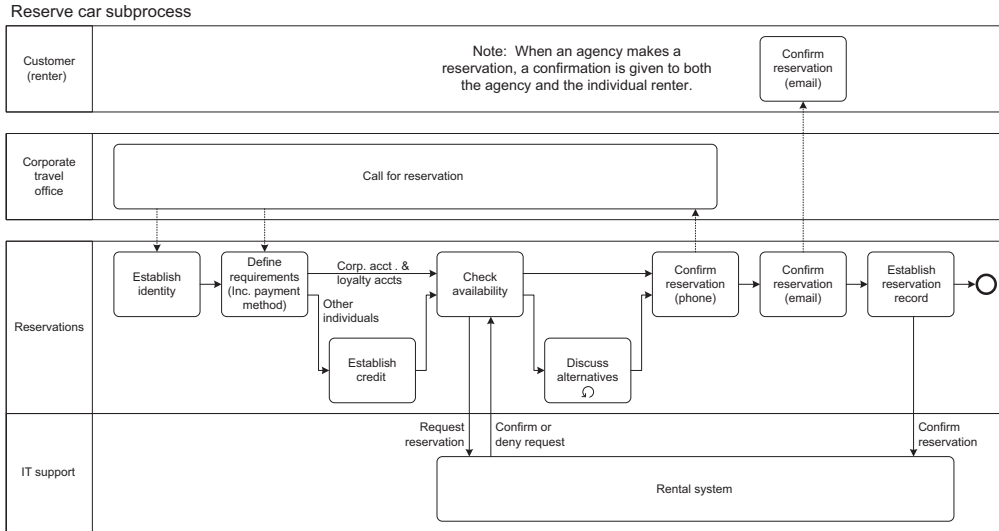 Reserve car subprocess
Customer
(renter)
Note: When an agency makes a
reservation, a confirmation is given to both
the agency and the individual renter.
Confirm
reservation
(email)
Corporate
travel
office
Call for reservation
Reservations
Establish
identity
Define
requirements
(Inc. payment
method)
Corp. acct . &
loyalty accts
Other
individuals
Establish
credit
Check
availability
Discuss
alternatives
Confirm
reservation
(phone)
Confirm
reservation
(email)
Establish
reservation
record
Request
reservation
Confirm or
deny request
Confirm
reservation
IT support
Rental system